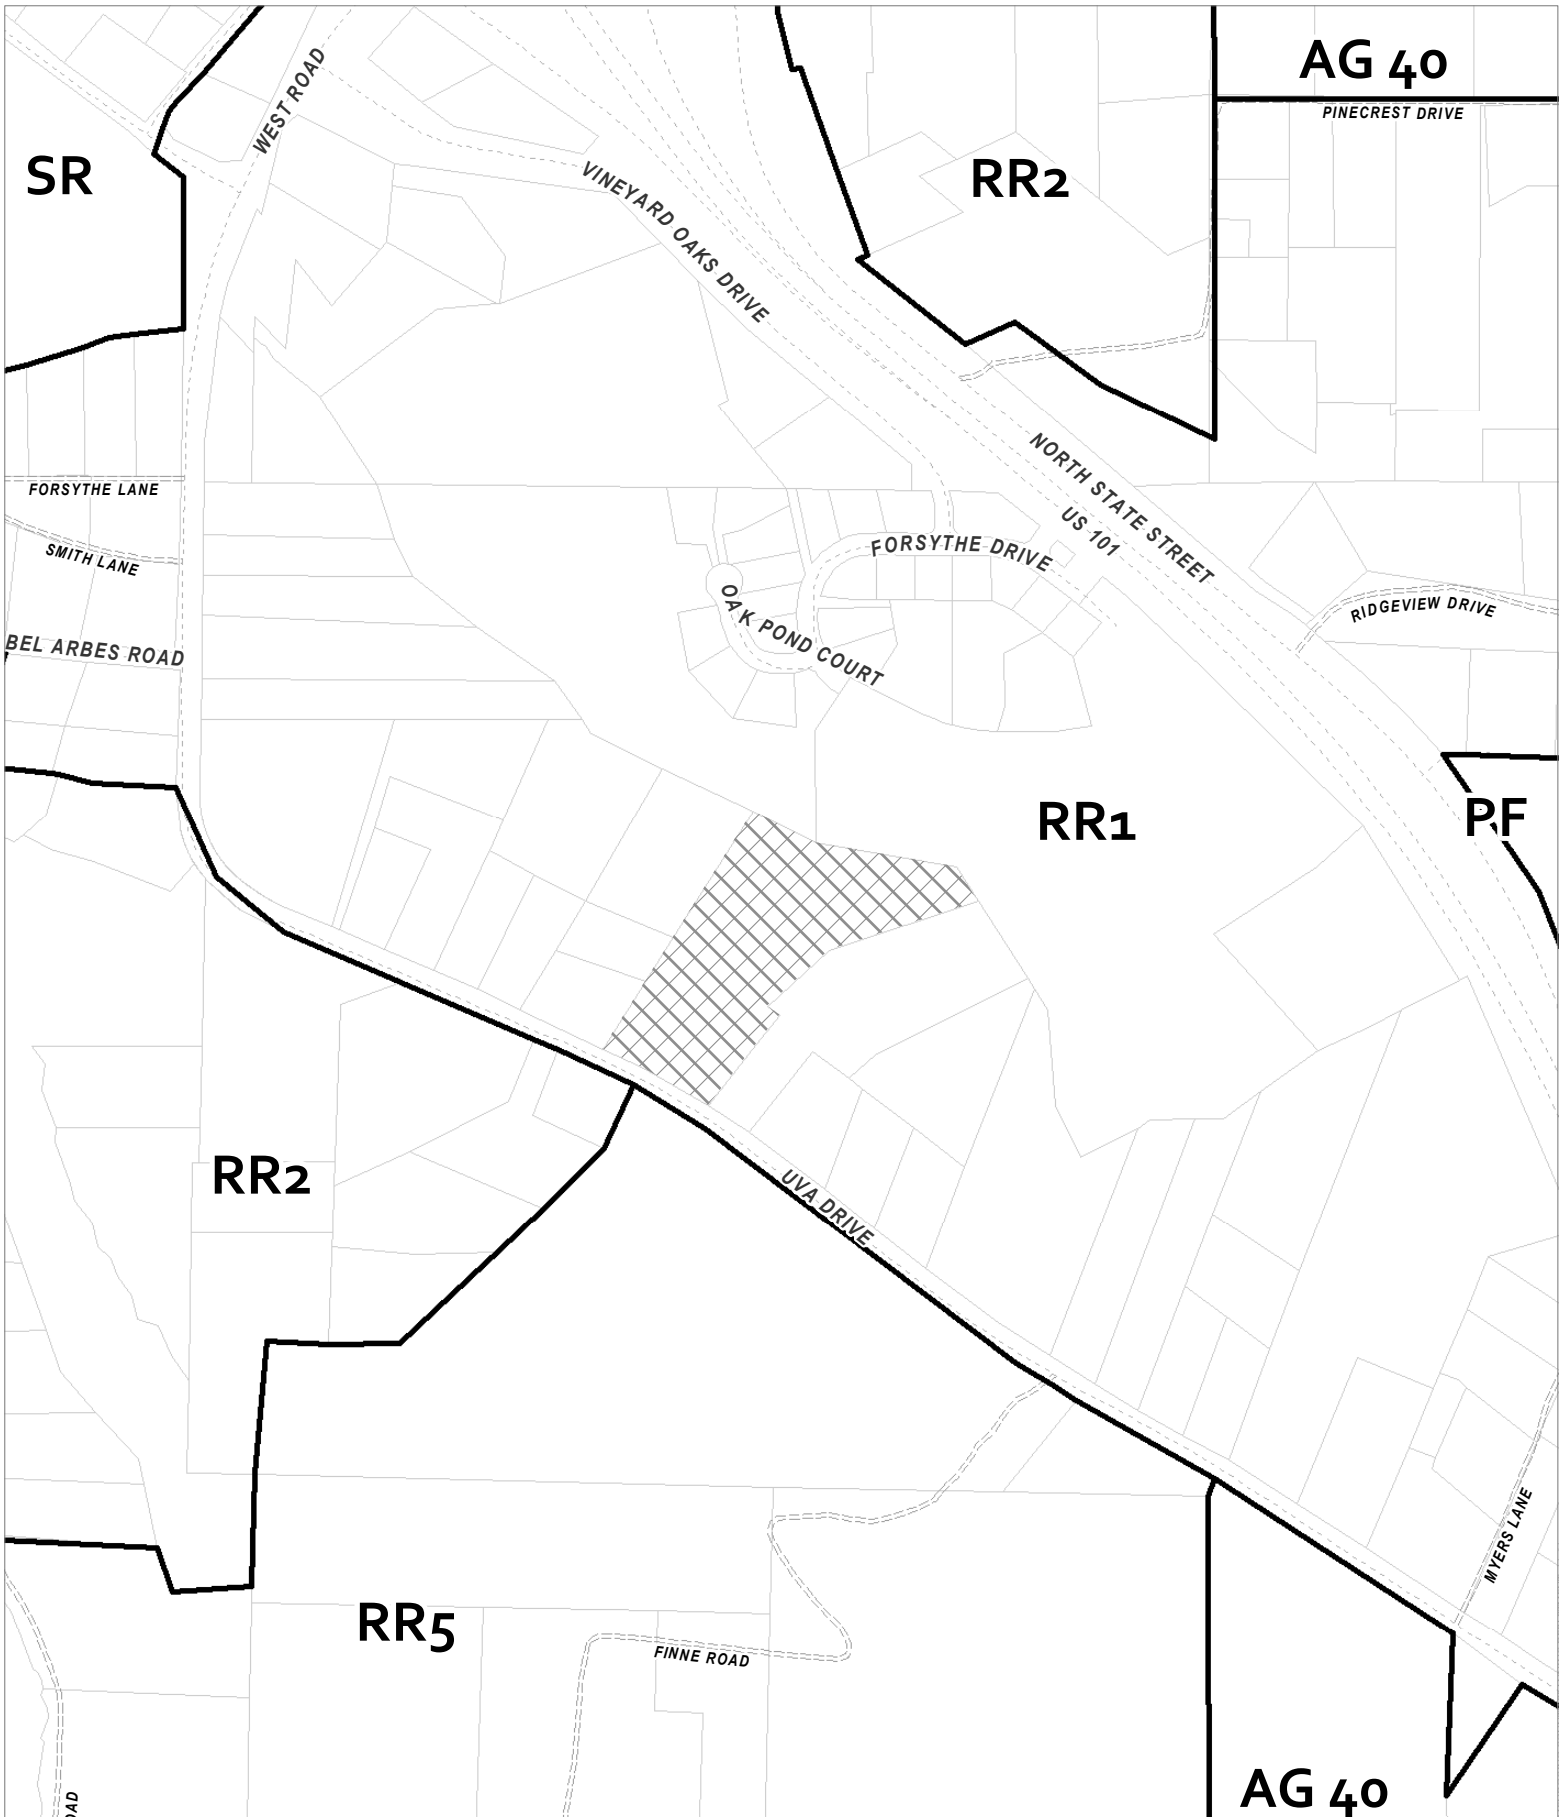 AG 40
PINECREST DRIVE
WEST ROAD
SR
VINEYARD OAKS DRIVE
RR2
NORTH STATE STREET
US 101
FORSYTHE LANE
SMITH LANE
FORSYTHE DRIVE
OAK POND COURT
RIDGEVIEW DRIVE
BEL ARBES ROAD
RR1
PF
RR2
UVA DRIVE
MYERS LANE
RR5
FINNE ROAD
AG 40
OAD